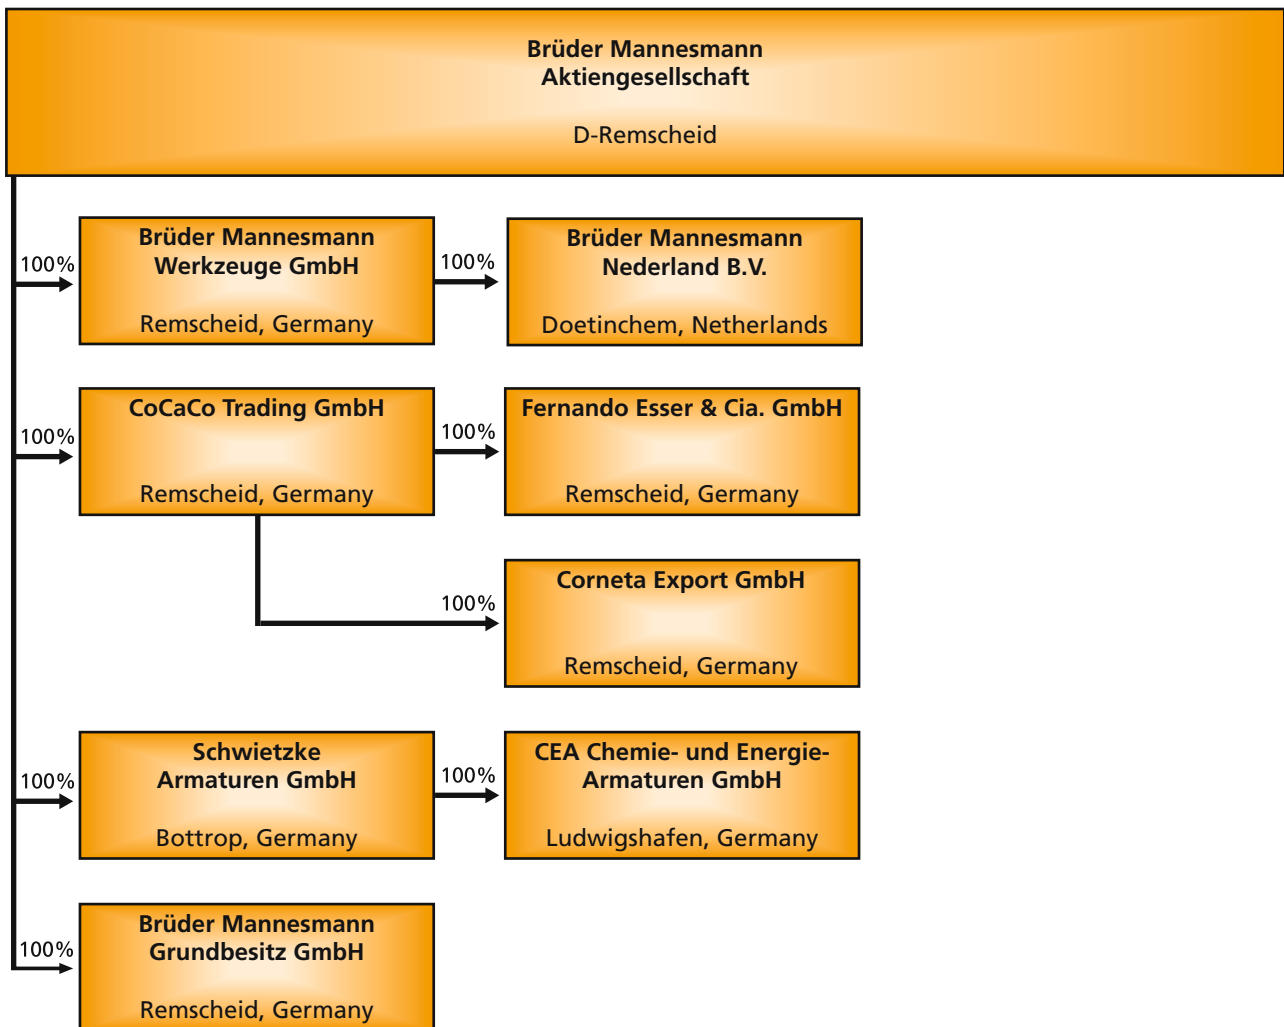 Brüder Mannesmann
Aktiengesellschaft
D-Remscheid
100%
Brüder Mannesmann
Werkzeuge GmbH
Remscheid, Germany
100%
Brüder Mannesmann
Nederland B.V.
Doetinchem, Netherlands
100%
CoCaCo Trading GmbH
Remscheid, Germany
100%
Fernando Esser & Cia. GmbH
Remscheid, Germany
100%
Corneta Export GmbH
Remscheid, Germany
100%
Schwietzke
Armaturen GmbH
Bottrop, Germany
100%
CEA Chemie- und Energie-
Armaturen GmbH
Ludwigshafen, Germany
100%
Brüder Mannesmann
Grundbesitz GmbH
Remscheid, Germany